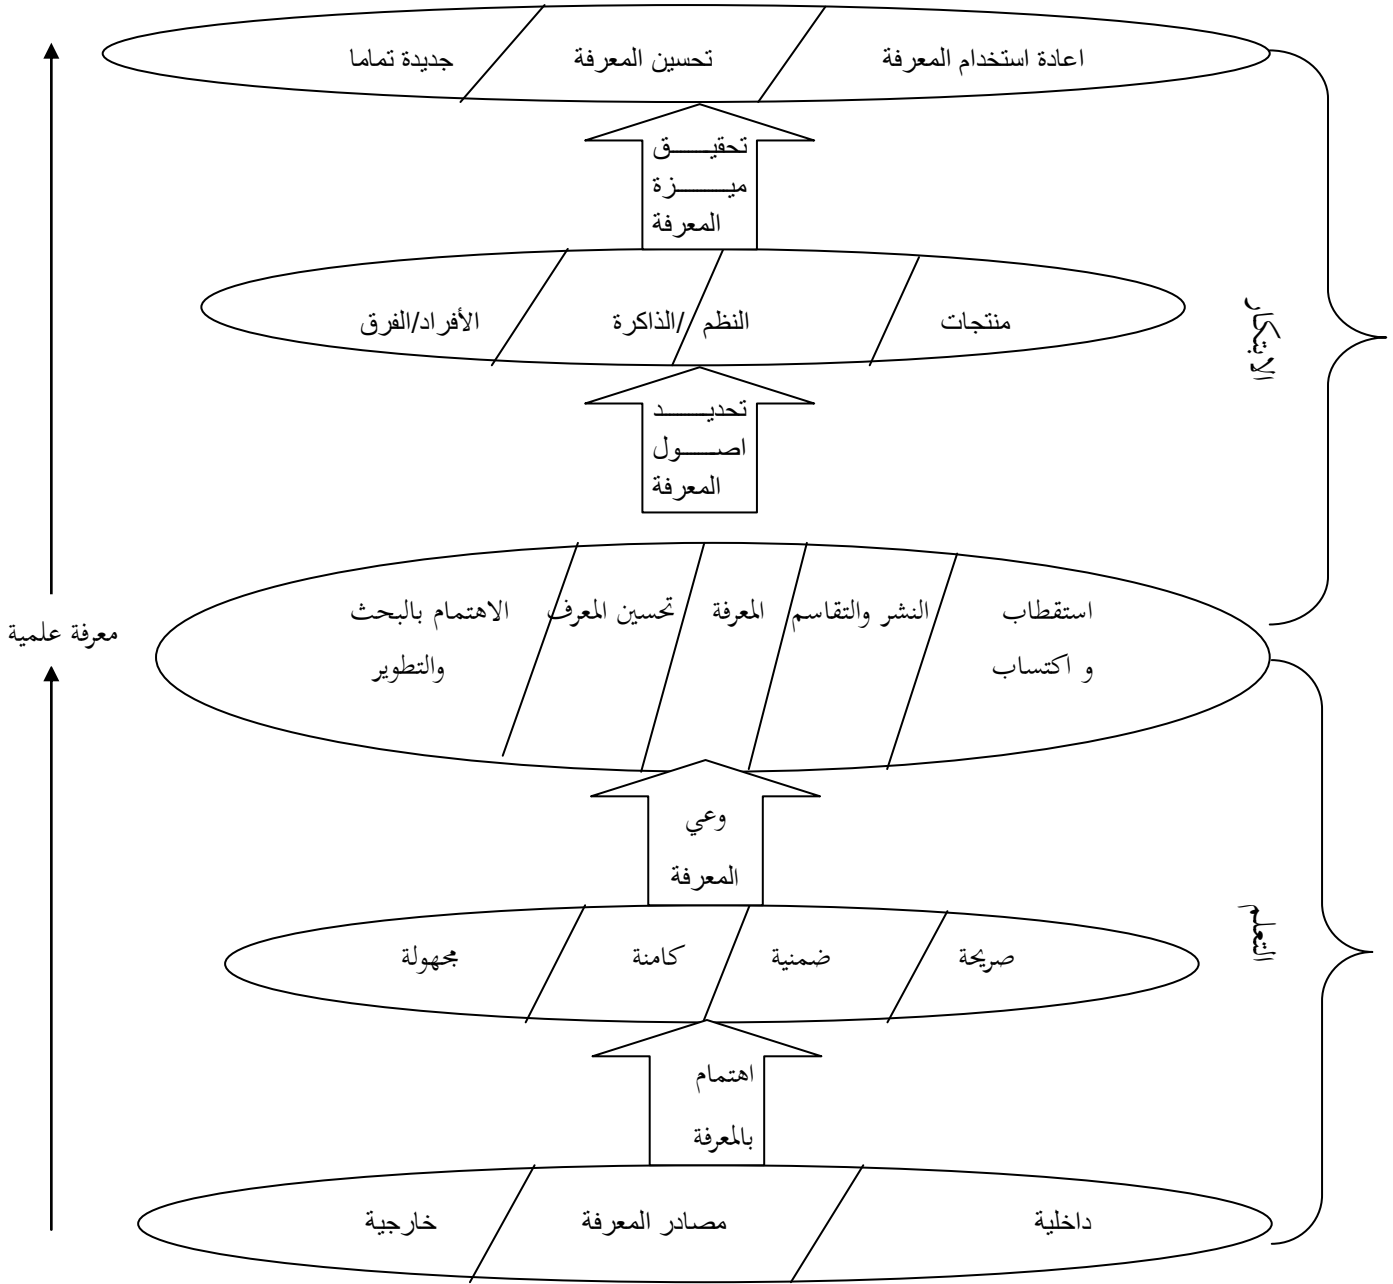 اعادة استخدام المعرفة
تحسين المعرفة
جديدة تماما
تحقيق
ميزة
المعرفة
منتجات
النظم /الذاكرة
الأفراد/الفرق
الابتكار
تحديد
اصول
المعرفة
استقطاب
و اكتساب
النشر والتقاسم
المعرفة
تحسين المعرف
الاهتمام بالبحث
والتطوير
معرفة علمية
وعي
المعرفة
صريحة
ضمنية
كامنة
مجهولة
التعلم
اهتمام
بالمعرفة
داخلية
مصادر المعرفة
خارجية